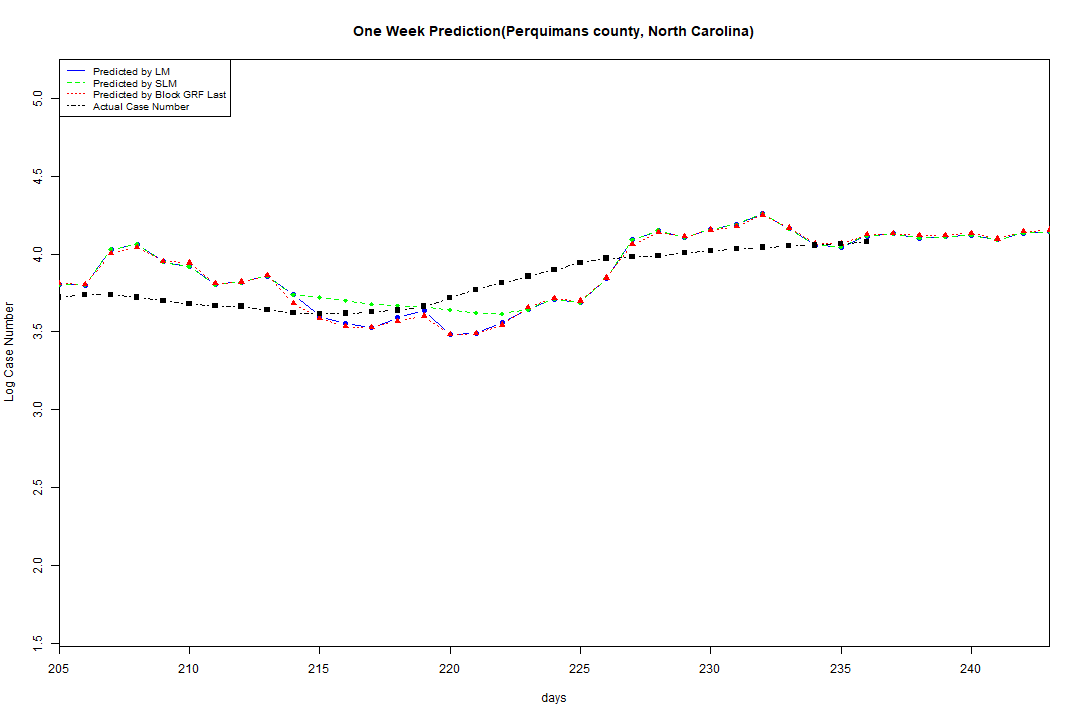 One Week Prediction(Perquimans county, North Carolina)
Predicted by LM
Predicted by SLM
Predicted by Block GRF Last
Actual Case Number
5.0
4.5
4.0
3.5
3.0
2.5
2.0
1.5
Log Case Number
205 210 215 220 225 230 235 240
days